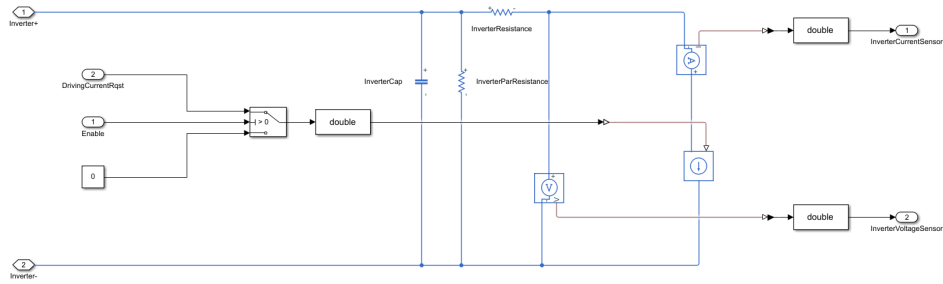 1
Inverter+
+
-
InverterResistance
double
1
InverterCurrentSensor
A
+
2
DrivingCurrentRqst
InverterCap
+
-
InverterParResistance
+
-
1
Enable
> 0
double
0
V
+
V
double
2
InverterVoltageSensor
2
Inverter-